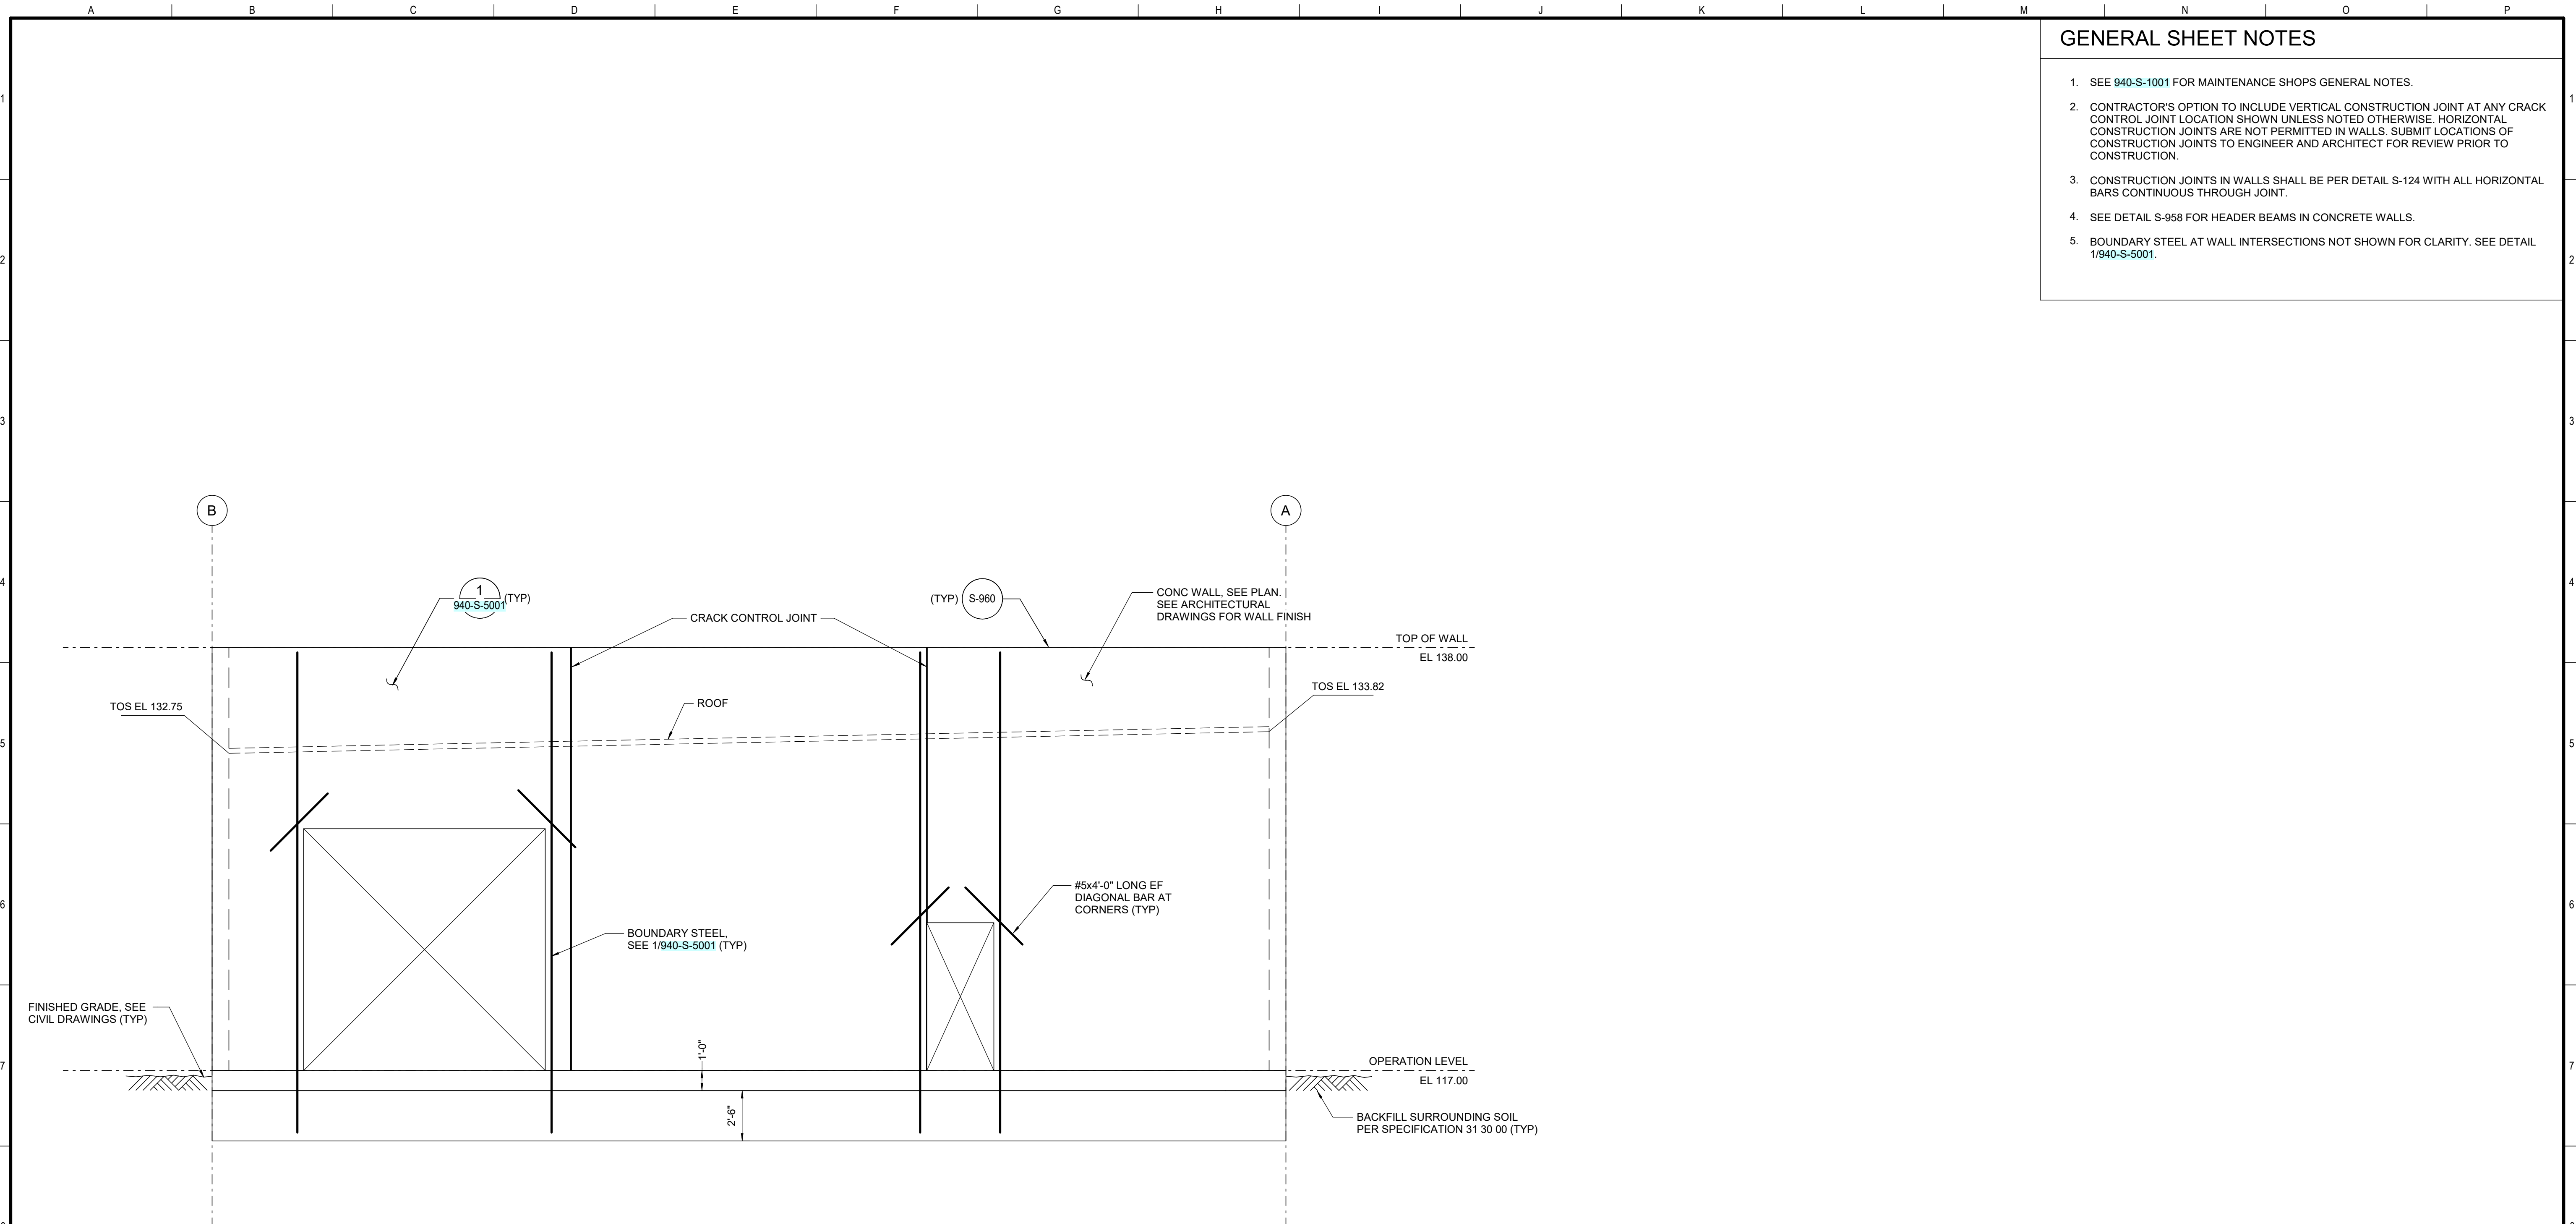 A B C D E F G H I J K L M N O P
GENERAL SHEET NOTES
1. SEE 940-S-1001 FOR MAINTENANCE SHOPS GENERAL NOTES.
2. CONTRACTOR'S OPTION TO INCLUDE VERTICAL CONSTRUCTION JOINT AT ANY CRACK
CONTROL JOINT LOCATION SHOWN UNLESS NOTED OTHERWISE. HORIZONTAL
CONSTRUCTION JOINTS ARE NOT PERMITTED IN WALLS. SUBMIT LOCATIONS OF
CONSTRUCTION JOINTS TO ENGINEER AND ARCHITECT FOR REVIEW PRIOR TO
CONSTRUCTION.
3. CONSTRUCTION JOINTS IN WALLS SHALL BE PER DETAIL S-124 WITH ALL HORIZONTAL
BARS CONTINUOUS THROUGH JOINT.
4. SEE DETAIL S-958 FOR HEADER BEAMS IN CONCRETE WALLS.
5. BOUNDARY STEEL AT WALL INTERSECTIONS NOT SHOWN FOR CLARITY. SEE DETAIL
1/940-S-5001.
1 1
2 2
3 3
B A
4 4
1
940-S-5001
(TYP)
(TYP) S-960
CONC WALL, SEE PLAN.
SEE ARCHITECTURAL
DRAWINGS FOR WALL FINISH
CRACK CONTROL JOINT
TOP OF WALL
EL 138.00
TOS EL 132.75
ROOF
TOS EL 133.82
5 5
#5x4'-0" LONG EF
DIAGONAL BAR AT
CORNERS (TYP)
6 6
BOUNDARY STEEL,
SEE 1/940-S-5001 (TYP)
FINISHED GRADE, SEE
CIVIL DRAWINGS (TYP)
1'-0"
OPERATION LEVEL
EL 117.00
7 7
2'-6"
BACKFILL SURROUNDING SOIL
PER SPECIFICATION 31 30 00 (TYP)